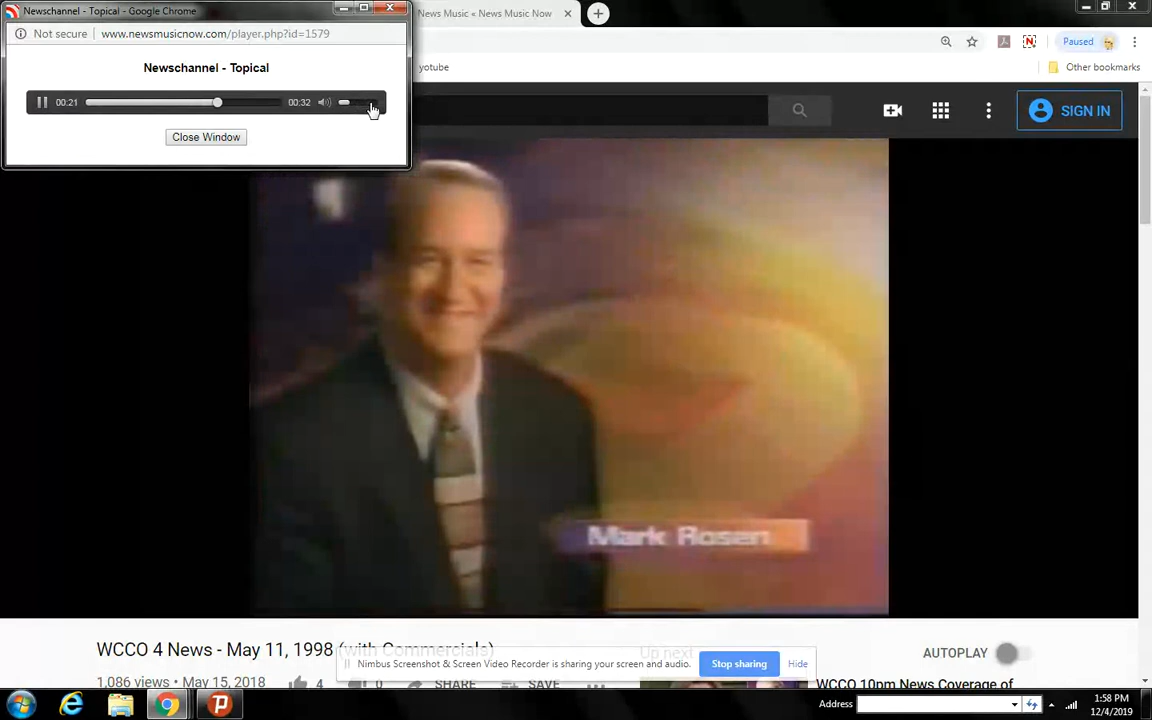 Newschannel - Topical - Google Chrome
News Music « News Music Now
Not secure | www.newsmusicnow.com/player.php?id=1579
Paused
yotube
Other bookmarks
Newschannel - Topical
00:21
00:32
Close Window
SIGN IN
Mark Rosen
WCCO 4 News - May 11, 1998 (with Commercials)
Up next
AUTOPLAY
Nimbus Screenshot & Screen Video Recorder is sharing your screen and audio.
Stop sharing
Hide
1,086 views • May 15, 2018
4
0
SHARE
SAVE
WCCO 10pm News Coverage of
Address
1:58 PM
12/4/2019